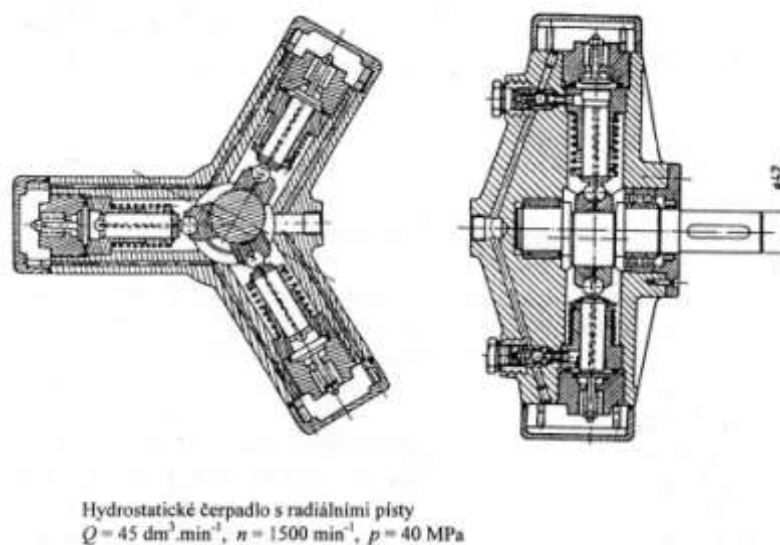 Hydrostatické čerpadlo s radiálními písty
Q = 45 dm³.min⁻¹, n = 1500 min⁻¹, p = 40 MPa